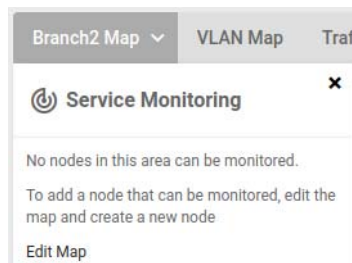 Branch2 Map VLAN Map
Service Monitoring
No nodes in this area can be monitored.
To add a node that can be monitored, edit the
map and create a new node
Edit Map